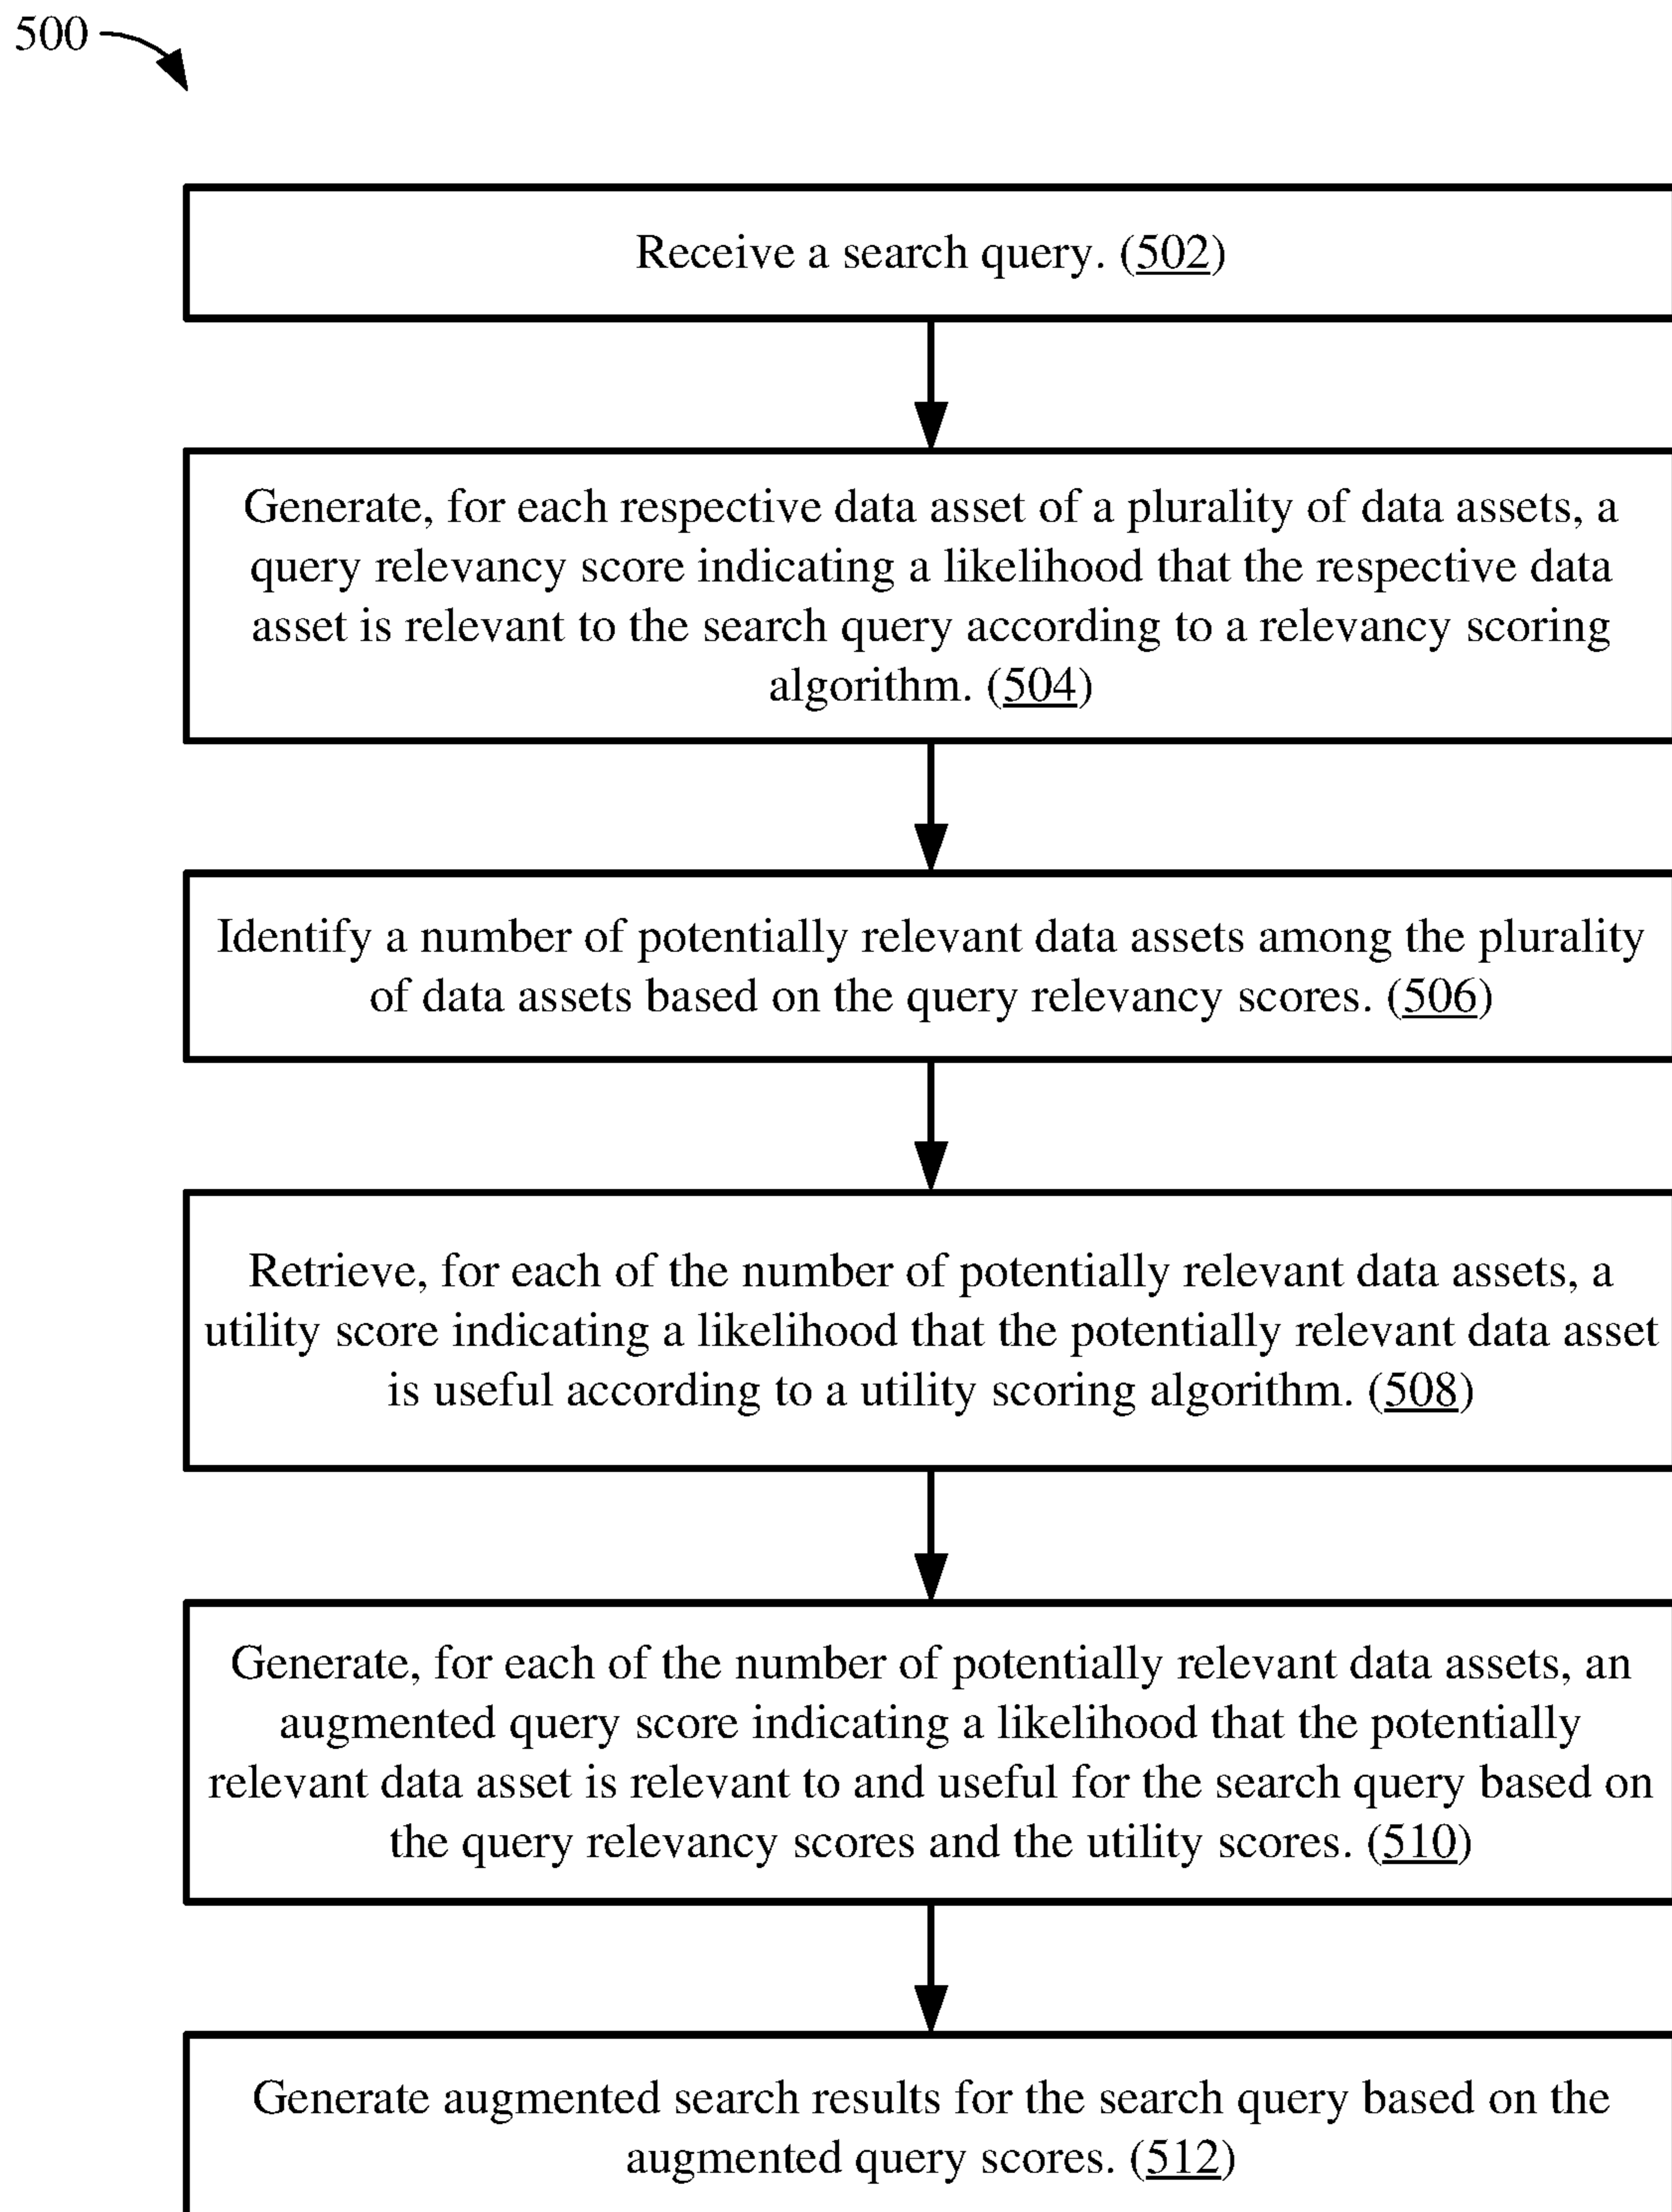 500
Receive a search query. (502)
Generate, for each respective data asset of a plurality of data assets, a
query relevancy score indicating a likelihood that the respective data
asset is relevant to the search query according to a relevancy scoring
algorithm. (504)
Identify a number of potentially relevant data assets among the plurality
of data assets based on the query relevancy scores. (506)
Retrieve, for each of the number of potentially relevant data assets, a
utility score indicating a likelihood that the potentially relevant data asset
is useful according to a utility scoring algorithm. (508)
Generate, for each of the number of potentially relevant data assets, an
augmented query score indicating a likelihood that the potentially
relevant data asset is relevant to and useful for the search query based on
the query relevancy scores and the utility scores. (510)
Generate augmented search results for the search query based on the
augmented query scores. (512)